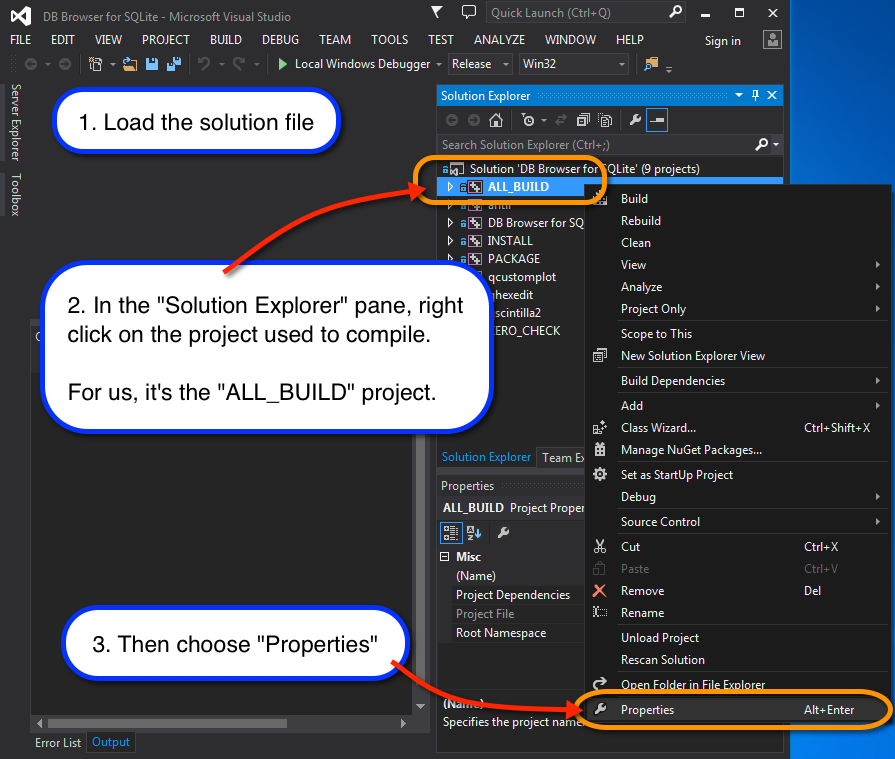 DB Browser for SQLite - Microsoft Visual Studio
Quick Launch (Ctrl+Q)
FILE EDIT VIEW PROJECT BUILD DEBUG TEAM TOOLS TEST ANALYZE WINDOW HELP Sign in
Local Windows Debugger Release Win32
Server Explorer
Toolbox
1. Load the solution file
Solution Explorer
Search Solution Explorer (Ctrl+;)
Solution 'DB Browser for SQLite' (9 projects)
ALL_BUILD
antlr
DB Browser for SQ
INSTALL
PACKAGE
qcustomplot
qhexedit
scintilla2
ZERO_CHECK
2. In the "Solution Explorer" pane, right
click on the project used to compile.
For us, it's the "ALL_BUILD" project.
Build
Rebuild
Clean
View
Analyze
Project Only
Scope to This
New Solution Explorer View
Build Dependencies
Add
Class Wizard... Ctrl+Shift+X
Manage NuGet Packages...
Set as StartUp Project
Debug
Source Control
Cut Ctrl+X
Paste Ctrl+V
Remove Del
Rename
Unload Project
Rescan Solution
Open Folder in File Explorer
Properties Alt+Enter
Solution Explorer Team Ex
Properties
ALL_BUILD Project Proper
Misc
(Name)
Project Dependencies
Project File
Root Namespace
3. Then choose "Properties"
(Name)
Specifies the project name
Error List Output